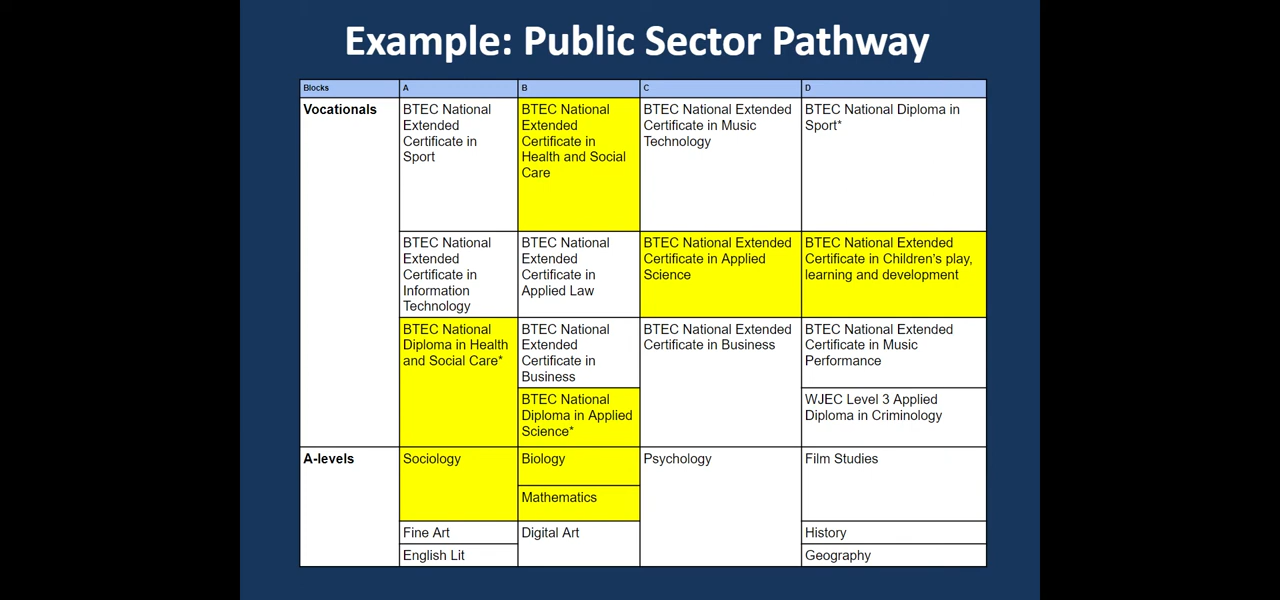 Example: Public Sector Pathway
Blocks
A
B
C
D
Vocationals
BTEC National
Extended
Certificate in
Sport
BTEC National
Extended
Certificate in
Health and Social
Care
BTEC National Extended
Certificate in Music
Technology
BTEC National Diploma in
Sport*
BTEC National
Extended
Certificate in
Information
Technology
BTEC National
Extended
Certificate in
Applied Law
BTEC National Extended
Certificate in Applied
Science
BTEC National Extended
Certificate in Children’s play,
learning and development
BTEC National
Diploma in Health
and Social Care*
BTEC National
Extended
Certificate in
Business
BTEC National Extended
Certificate in Business
BTEC National Extended
Certificate in Music
Performance
BTEC National
Diploma in Applied
Science*
WJEC Level 3 Applied
Diploma in Criminology
A-levels
Sociology
Biology
Psychology
Film Studies
Mathematics
Fine Art
Digital Art
History
English Lit
Geography